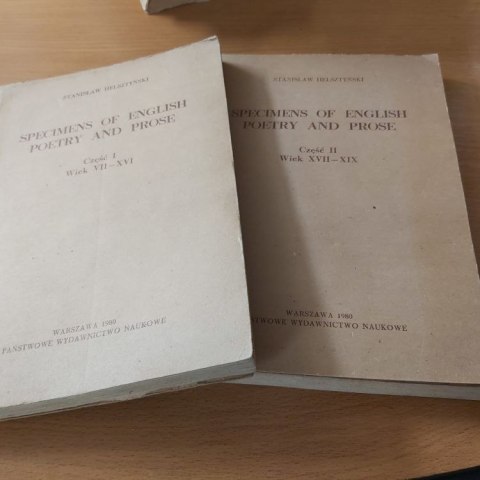 STANISŁAW HELSZTYŃSKI
SPECIMENS OF ENGLISH
POETRY AND PROSE
Część I
Wiek VII–XVI
WARSZAWA 1980
PAŃSTWOWE WYDAWNICTWO NAUKOWE
STANISŁAW HELSZTYŃSKI
SPECIMENS OF ENGLISH
POETRY AND PROSE
Część II
Wiek XVII–XIX
WARSZAWA 1980
PAŃSTWOWE WYDAWNICTWO NAUKOWE